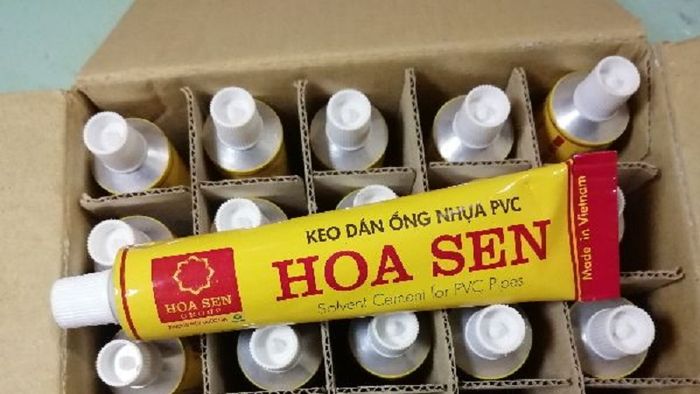 KEO DÁN ỐNG NHỰA PVC
HOA SEN
Solvent Cement for PVC Pipes
HOA SEN
GROUP
Made in Vietnam